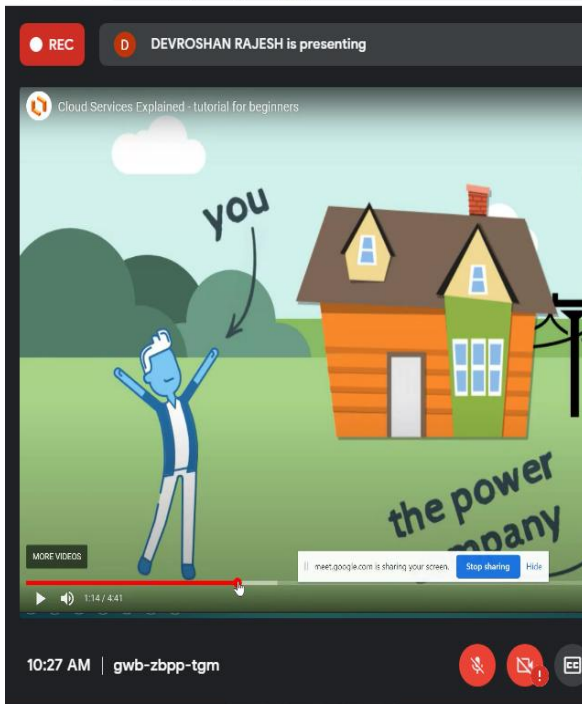 REC
D DEVROSHAN RAJESH is presenting
Cloud Services Explained - tutorial for beginners
you
the power
company
MORE VIDEOS
meet.google.com is sharing your screen. Stop sharing Hide
1:14 / 4:41
10:27 AM | gwb-zbpp-tgm
CC